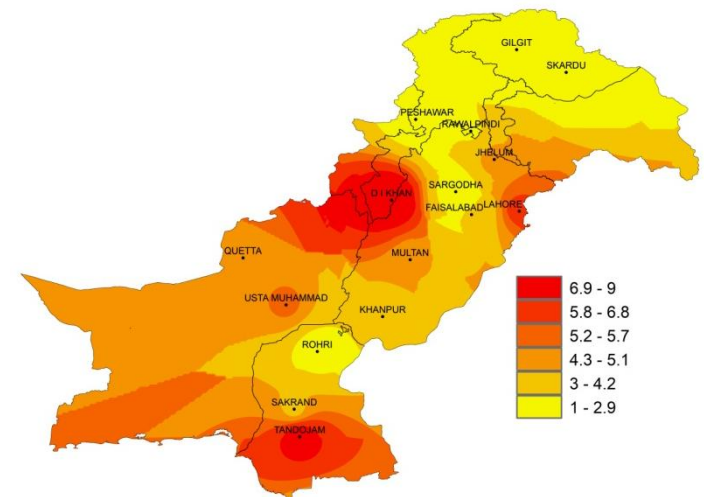 GILGIT
SKARDU
PESHAWAR
RAWALPINDI
JHELUM
D I KHAN
SARGODHA
FAISALABAD
LAHORE
QUETTA
MULTAN
USTA MUHAMMAD
KHANPUR
ROHRI
SAKRAND
TANDOJAM
6.9 - 9
5.8 - 6.8
5.2 - 5.7
4.3 - 5.1
3 - 4.2
1 - 2.9